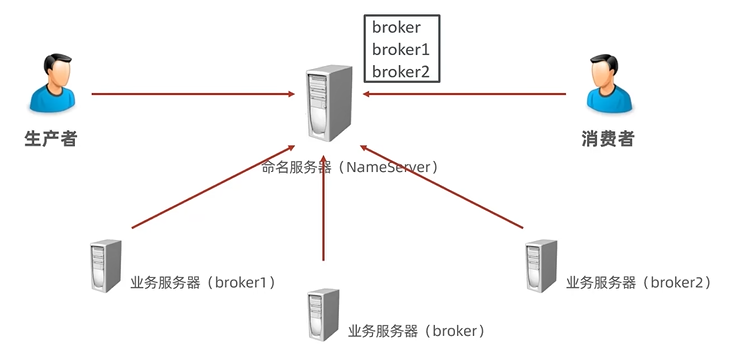 broker
broker1
broker2
生产者
消费者
命名服务器（NameServer）
业务服务器（broker1）
业务服务器（broker2）
业务服务器（broker）